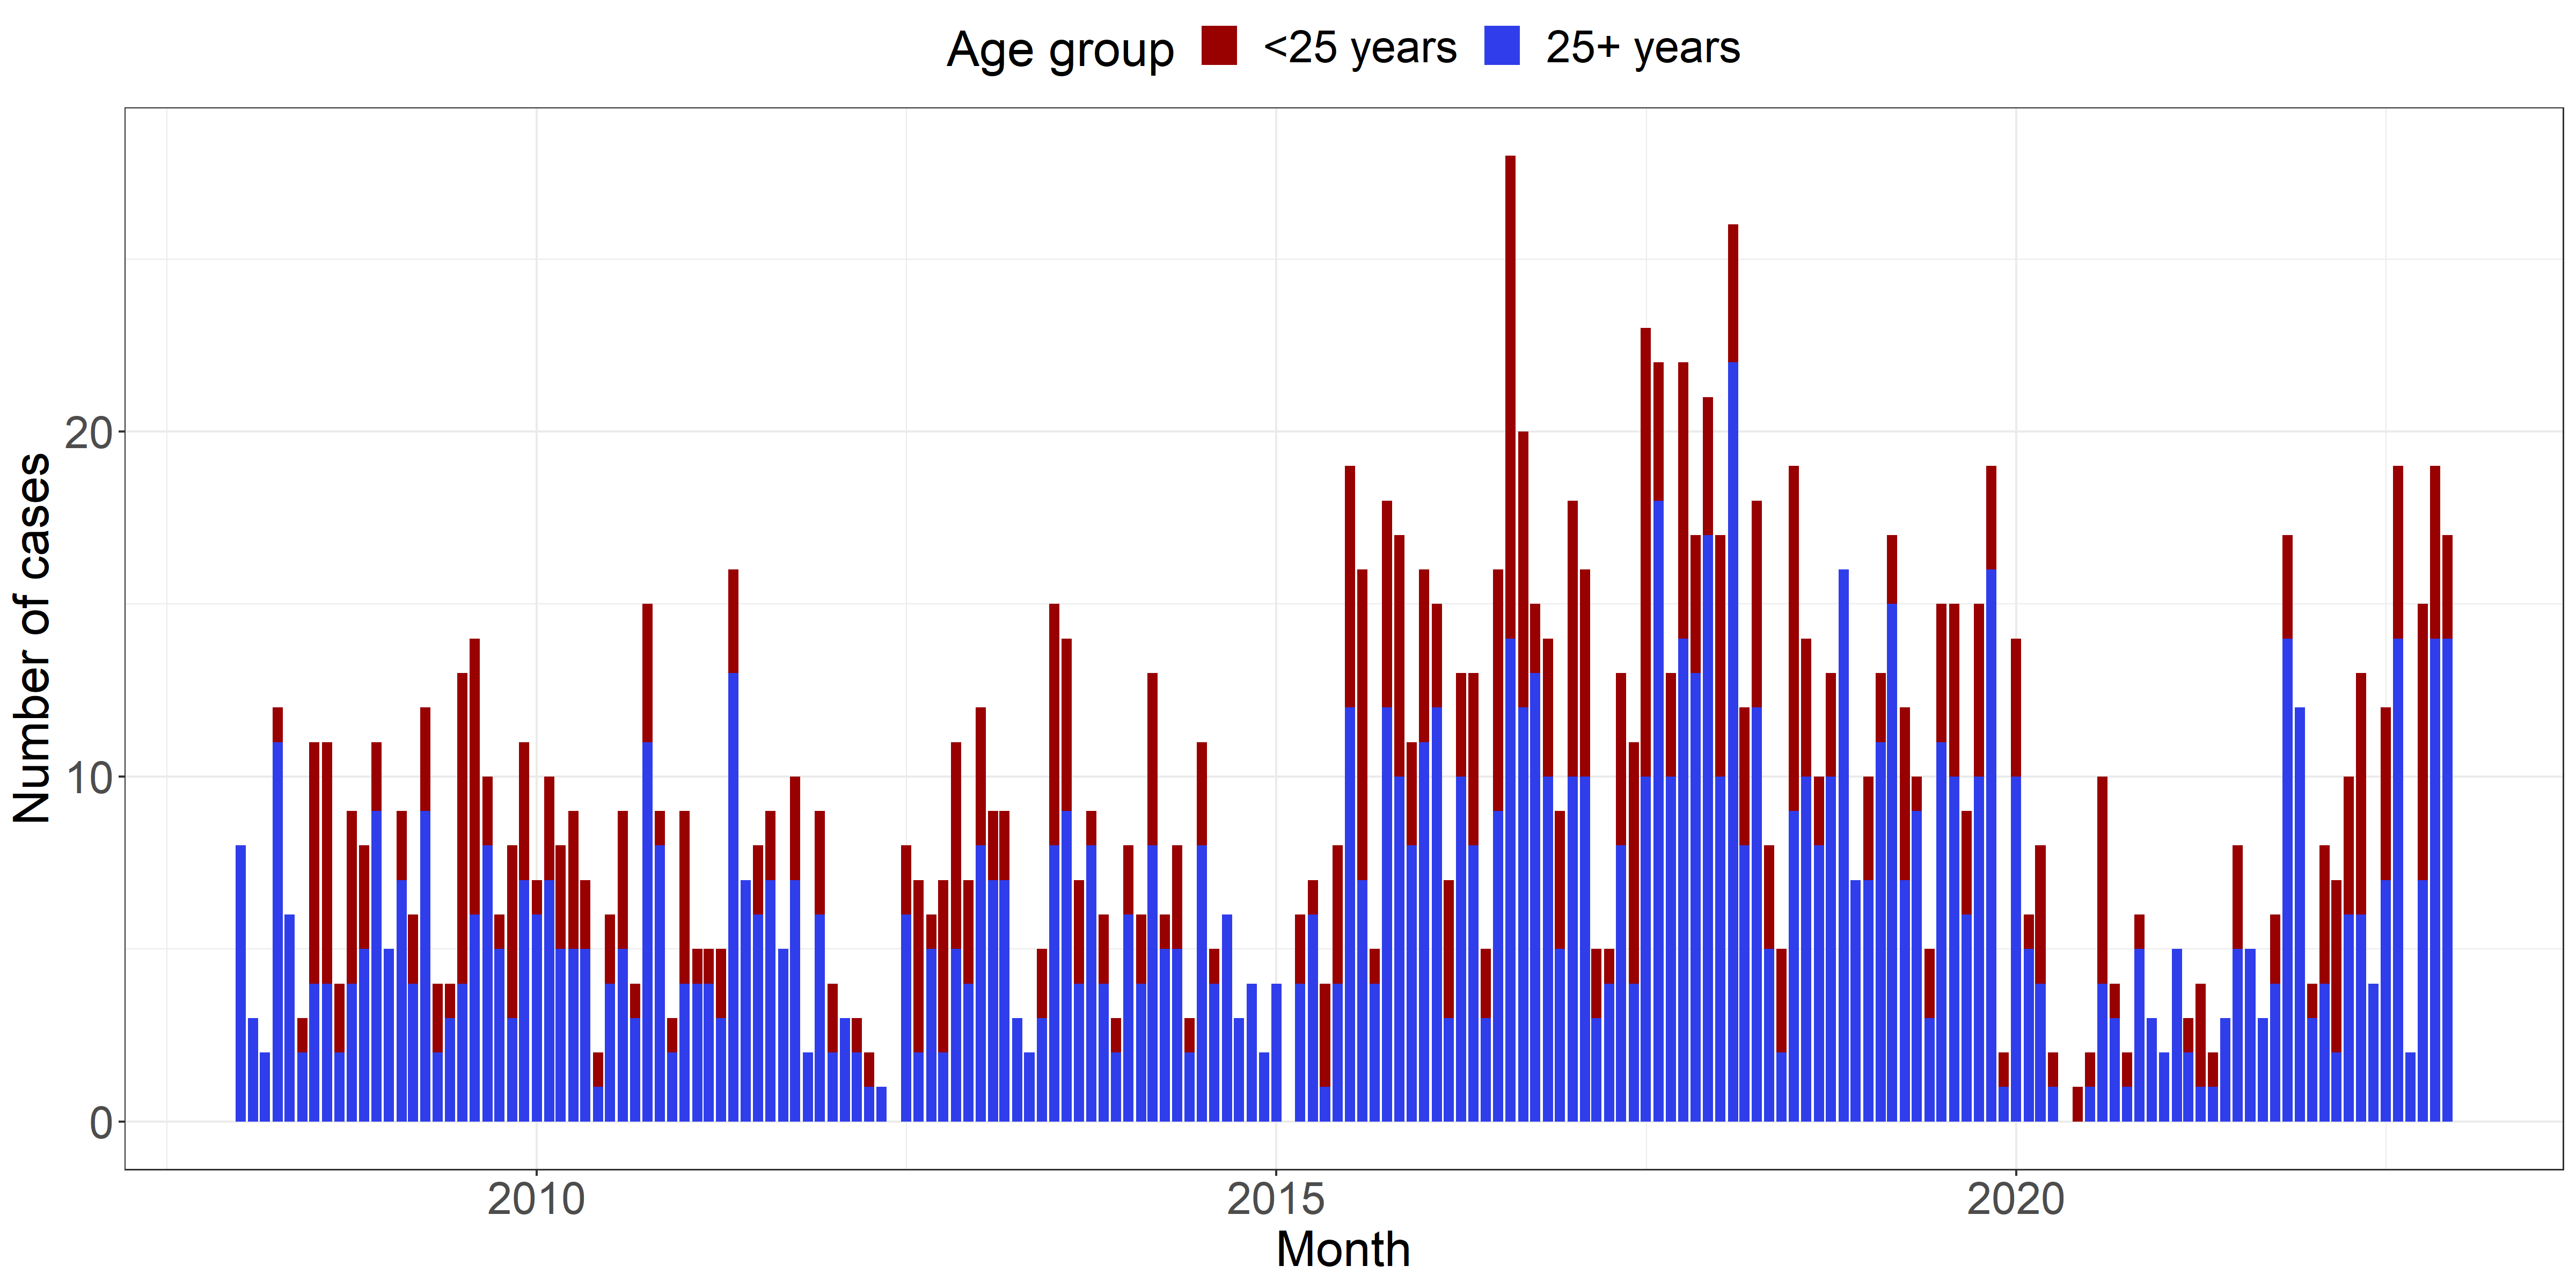 Age group <25 years 25+ years
Number of cases
20
10
0
2010 2015 2020
Month